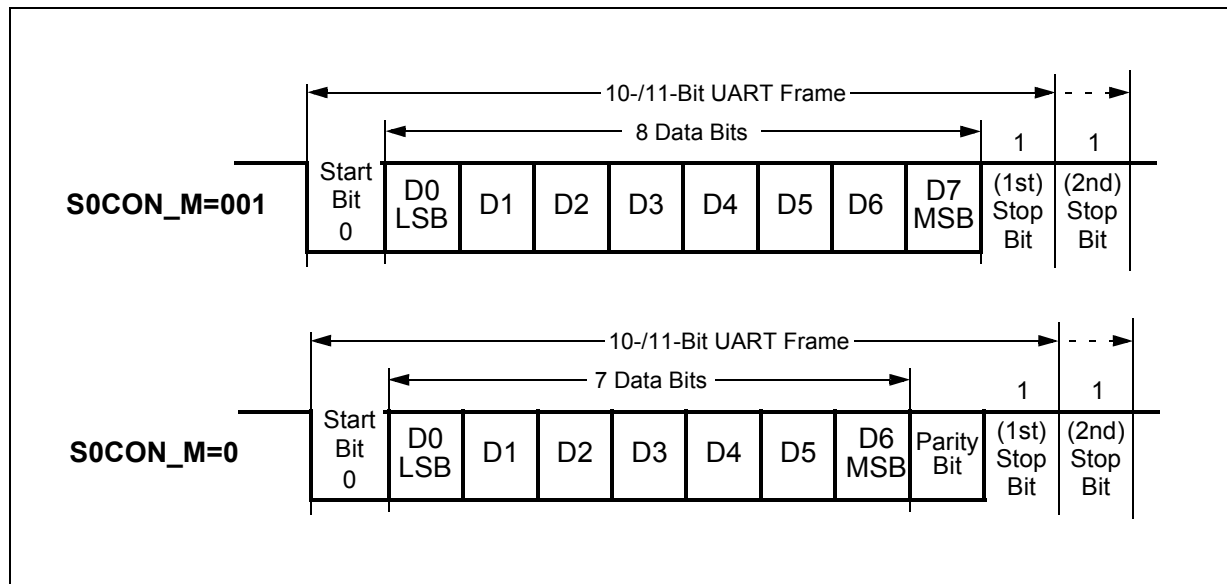 10-/11-Bit UART Frame
8 Data Bits
1 1
S0CON_M=001
Start Bit 0
D0 LSB
D1
D2
D3
D4
D5
D6
D7 MSB
(1st) Stop Bit
(2nd) Stop Bit
10-/11-Bit UART Frame
7 Data Bits
1 1
S0CON_M=0
Start Bit 0
D0 LSB
D1
D2
D3
D4
D5
D6 MSB
Parity Bit
(1st) Stop Bit
(2nd) Stop Bit